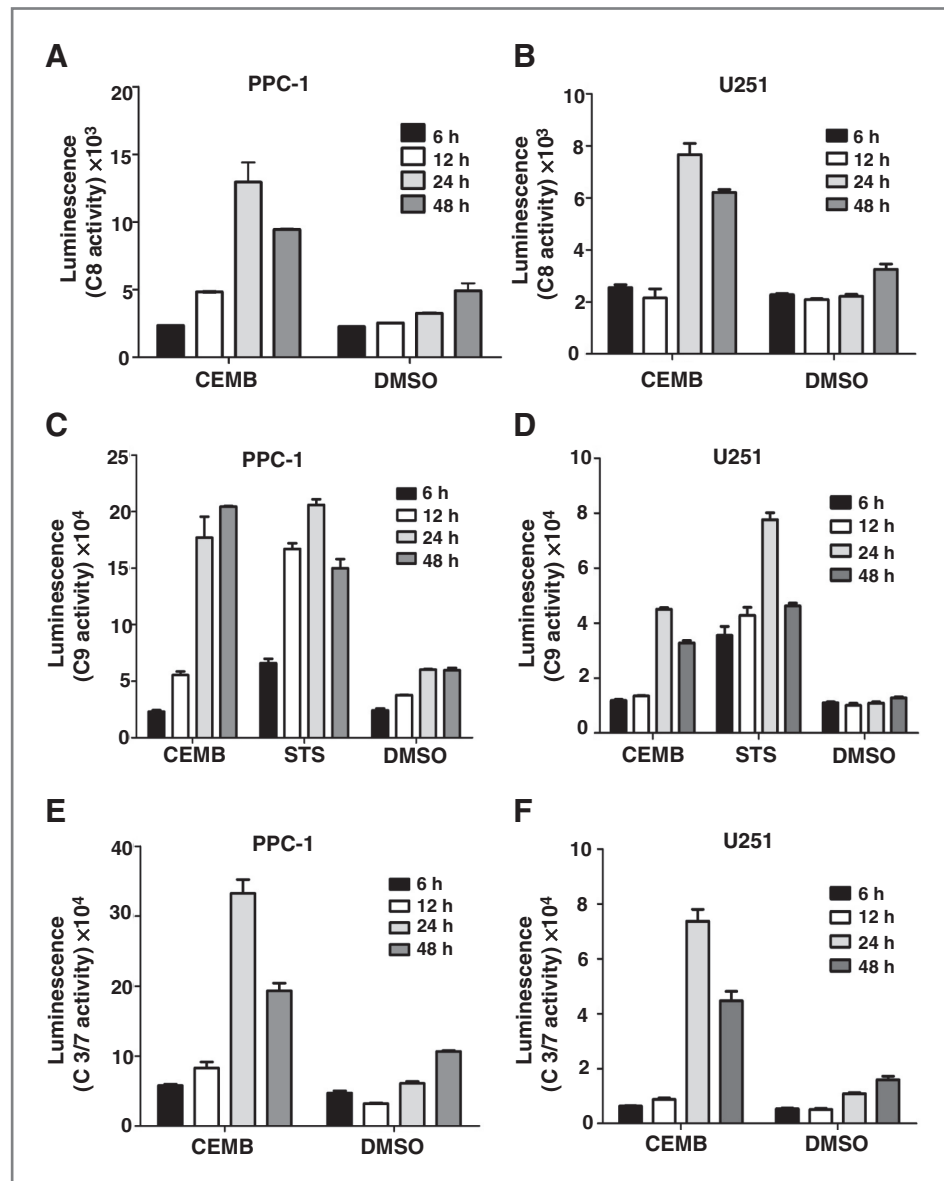 A
PPC-1
Luminescence
(C8 activity) ×10³
20
15
10
5
0
6 h
12 h
24 h
48 h
CEMB
DMSO
B
U251
Luminescence
(C8 activity) ×10³
10
8
6
4
2
0
6 h
12 h
24 h
48 h
CEMB
DMSO
C
PPC-1
Luminescence
(C9 activity) ×10⁴
25
20
15
10
5
0
6 h
12 h
24 h
48 h
CEMB
STS
DMSO
D
U251
Luminescence
(C9 activity) ×10⁴
10
8
6
4
2
0
6 h
12 h
24 h
48 h
CEMB
STS
DMSO
E
PPC-1
Luminescence
(C 3/7 activity) ×10⁴
40
30
20
10
0
6 h
12 h
24 h
48 h
CEMB
DMSO
F
U251
Luminescence
(C 3/7 activity) ×10⁴
10
8
6
4
2
0
6 h
12 h
24 h
48 h
CEMB
DMSO